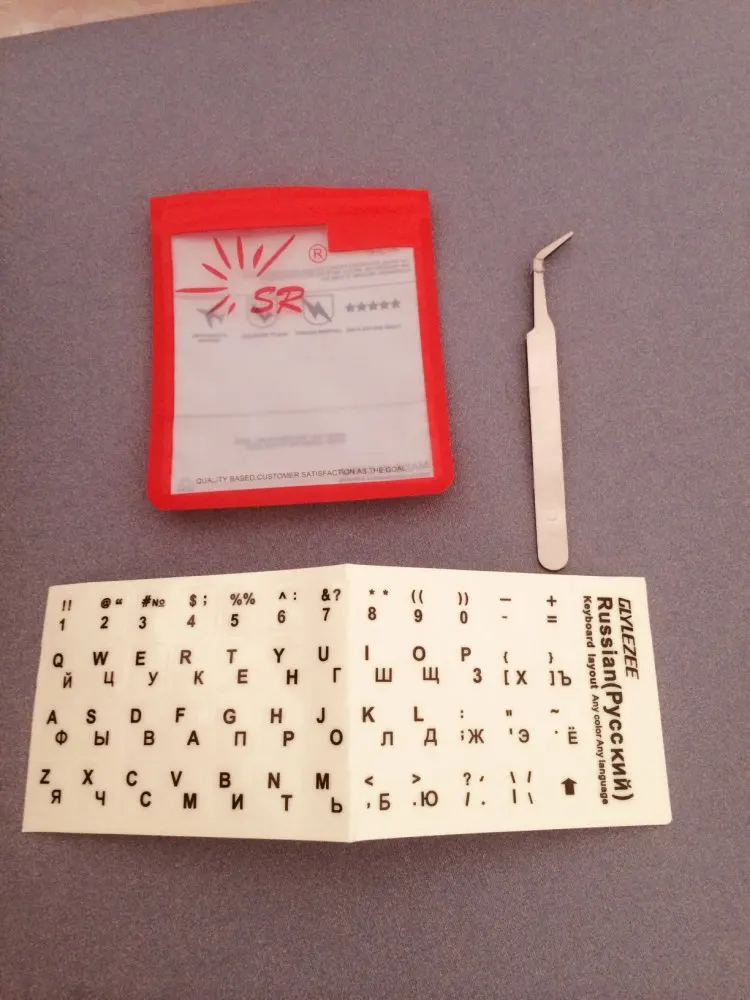 ®
SR
QUALITY BASED,CUSTOMER SATISFACTION AS THE GOAL
!! @“ #№ $ ; %% ^ : &? * * (( )) — +
1 2 3 4 5 6 7 8 9 0 - =
Q W E R T Y U I O P { }
Й Ц У К Е Н Г Ш Щ З [ Х ]Ъ
A S D F G H J K L : " ~
Ф Ы В А П Р О Л Д ;Ж 'Э ` Ё
Z X C V B N M < > ? , \ /
Я Ч С М И Т Ь , Б . Ю / . | \
GLYLEZEE
Russian(Русский)
Keyboard layout Any color Any language